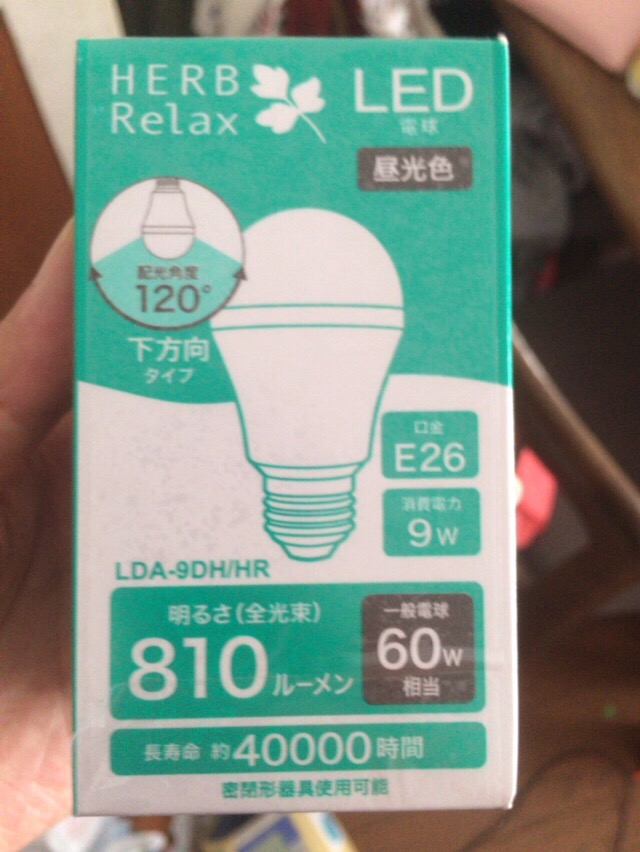 HERB
Relax
LED
電球
昼光色
配光角度
120°
下方向
タイプ
口金
E26
消費電力
9W
LDA-9DH/HR
明るさ(全光束)
810ルーメン
一般電球
60W
相当
長寿命 約40000時間
密閉形器具使用可能